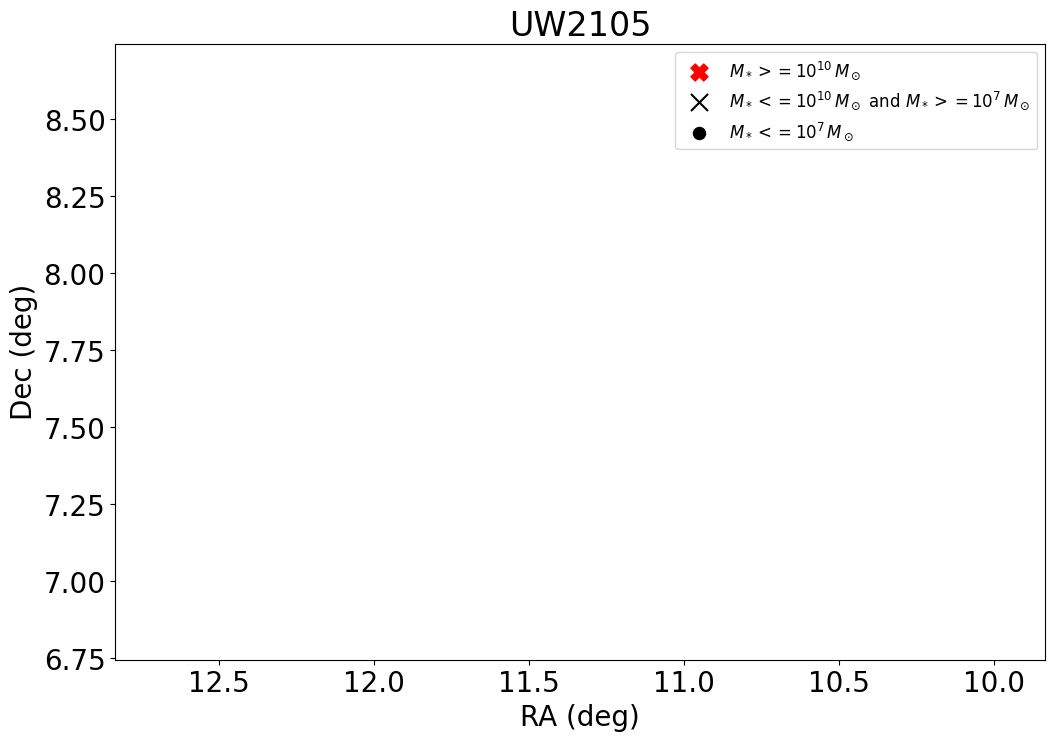 UW2105
M* >= 10^10 M⊙
M* <= 10^10 M⊙ and M* >= 10^7 M⊙
M* <= 10^7 M⊙
8.50
8.25
8.00
7.75
7.50
7.25
7.00
6.75
Dec (deg)
12.5 12.0 11.5 11.0 10.5 10.0
RA (deg)